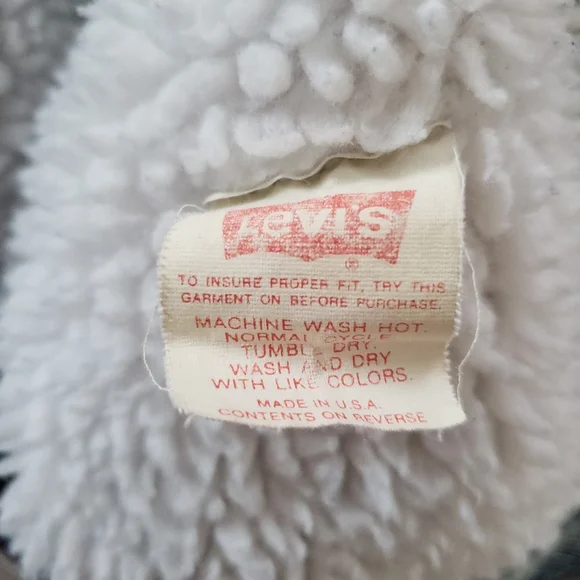 Levi's
®
TO INSURE PROPER FIT, TRY THIS
GARMENT ON BEFORE PURCHASE.
MACHINE WASH HOT.
NORMAL CYCLE
TUMBLE DRY.
WASH AND DRY
WITH LIKE COLORS.
MADE IN U.S.A.
CONTENTS ON REVERSE